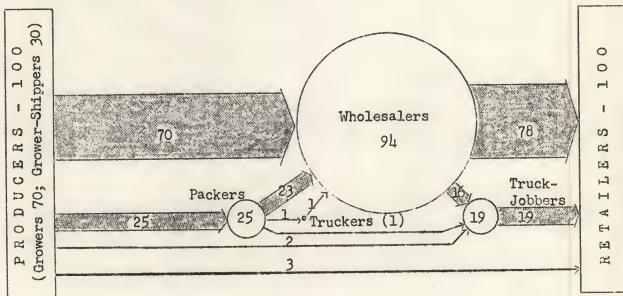 PRODUCERS - 100
(Growers 70; Grower-Shippers 30)
70
Wholesalers
94
78
RETAILERS - 100
Packers
23
1
16
Truck-
Jobbers
25
25
1
Truckers (1)
19
19
2
3